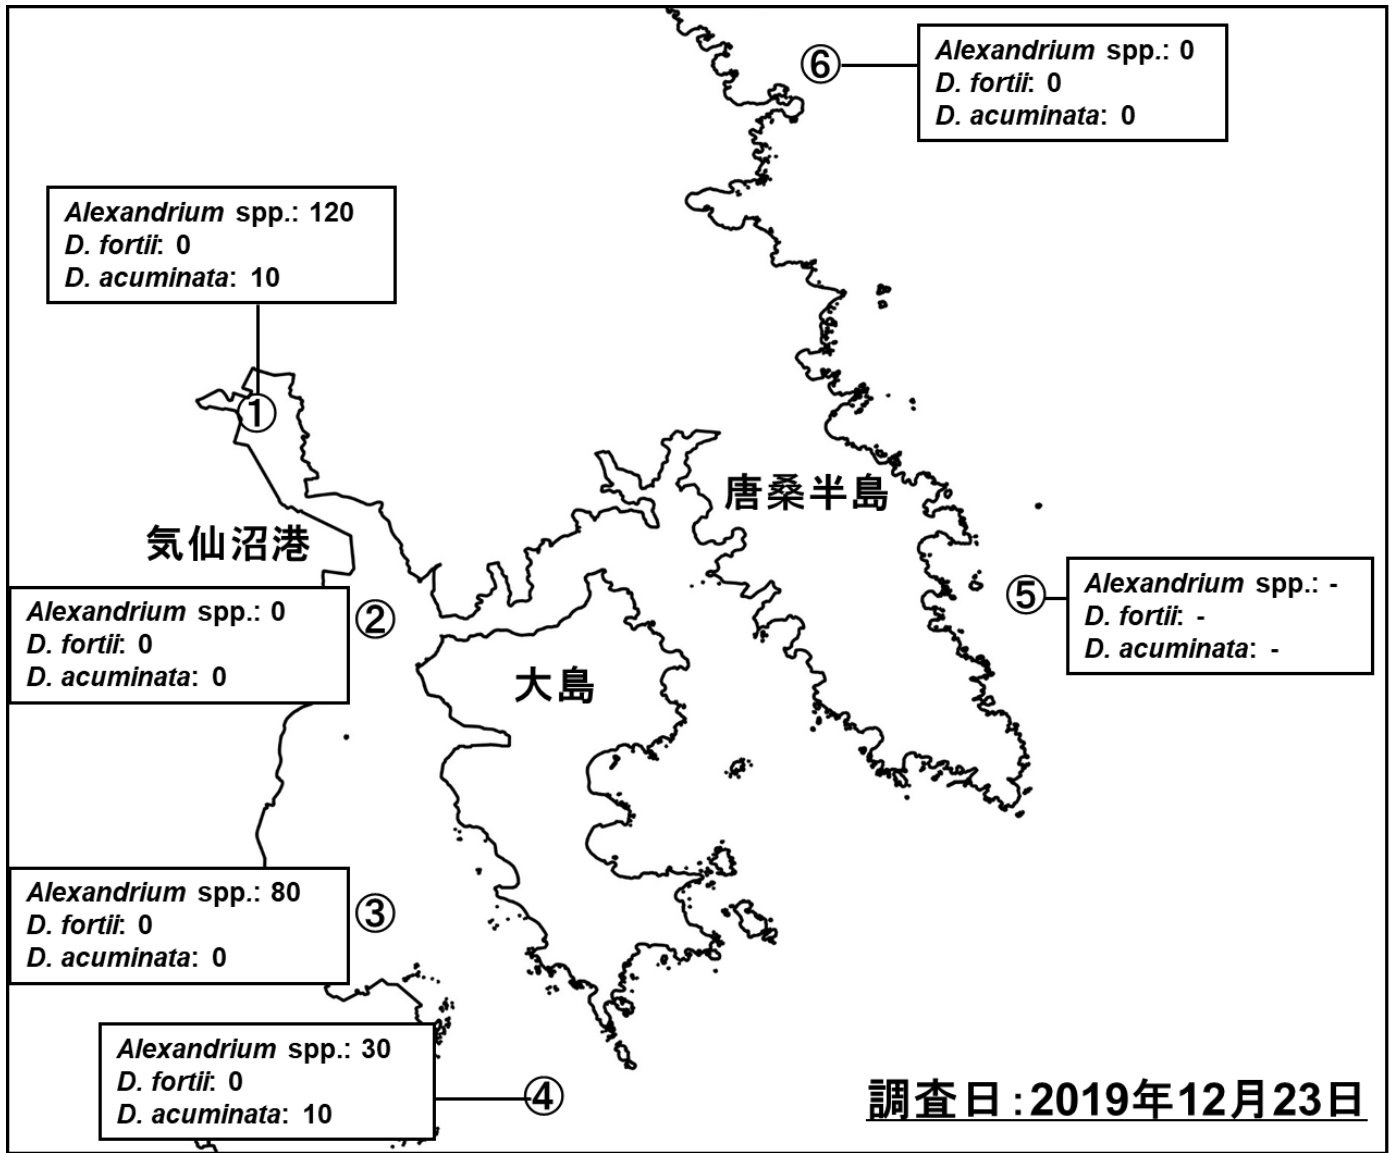 ⑥
Alexandrium spp.: 0
D. fortii: 0
D. acuminata: 0
Alexandrium spp.: 120
D. fortii: 0
D. acuminata: 10
①
唐桑半島
気仙沼港
Alexandrium spp.: 0
D. fortii: 0
D. acuminata: 0
②
⑤
Alexandrium spp.: -
D. fortii: -
D. acuminata: -
大島
Alexandrium spp.: 80
D. fortii: 0
D. acuminata: 0
③
Alexandrium spp.: 30
D. fortii: 0
D. acuminata: 10
④
調査日:2019年12月23日